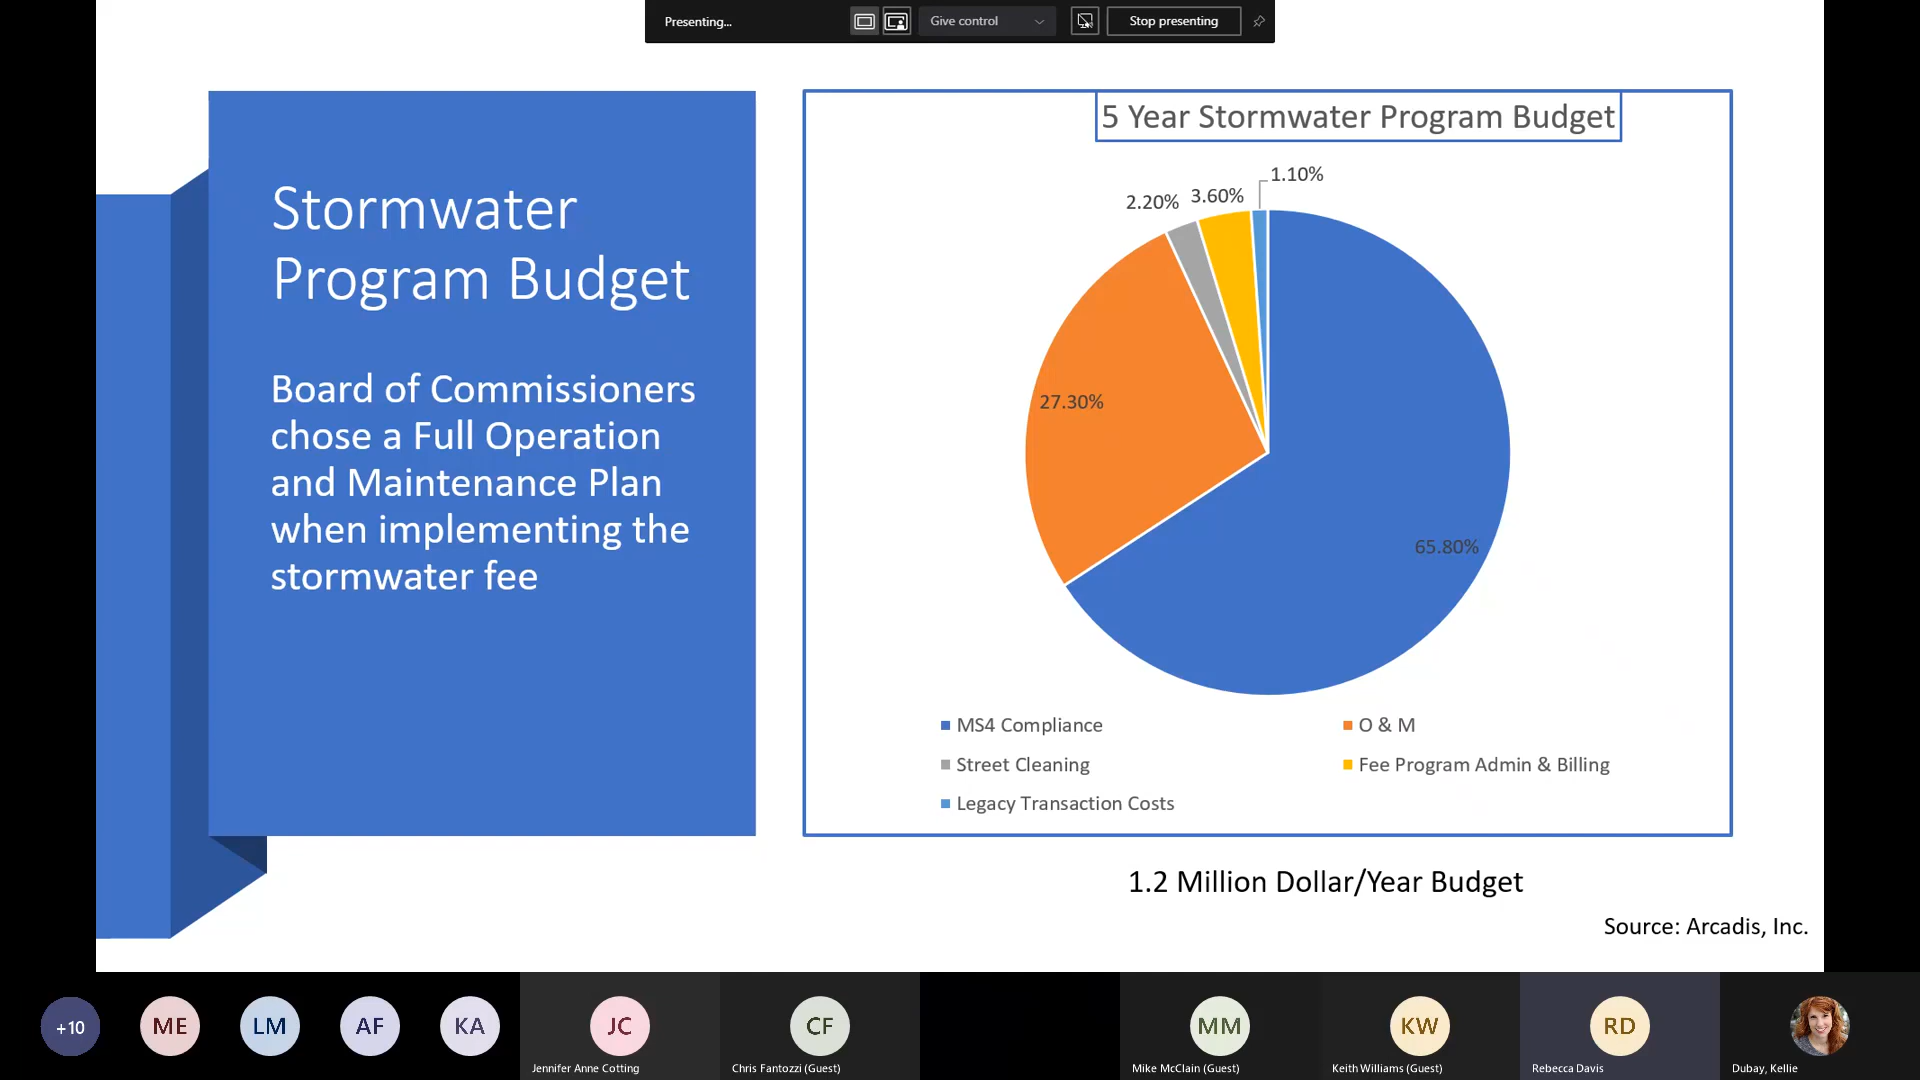 Presenting...
Give control
Stop presenting
Stormwater
Program Budget
Board of Commissioners
chose a Full Operation
and Maintenance Plan
when implementing the
stormwater fee
5 Year Stormwater Program Budget
1.10%
3.60%
2.20%
27.30%
65.80%
MS4 Compliance
O & M
Street Cleaning
Fee Program Admin & Billing
Legacy Transaction Costs
1.2 Million Dollar/Year Budget
Source: Arcadis, Inc.
+10
ME
LM
AF
KA
JC
Jennifer Anne Cotting
CF
Chris Fantozzi (Guest)
MM
Mike McClain (Guest)
KW
Keith Williams (Guest)
RD
Rebecca Davis
Dubay, Kellie